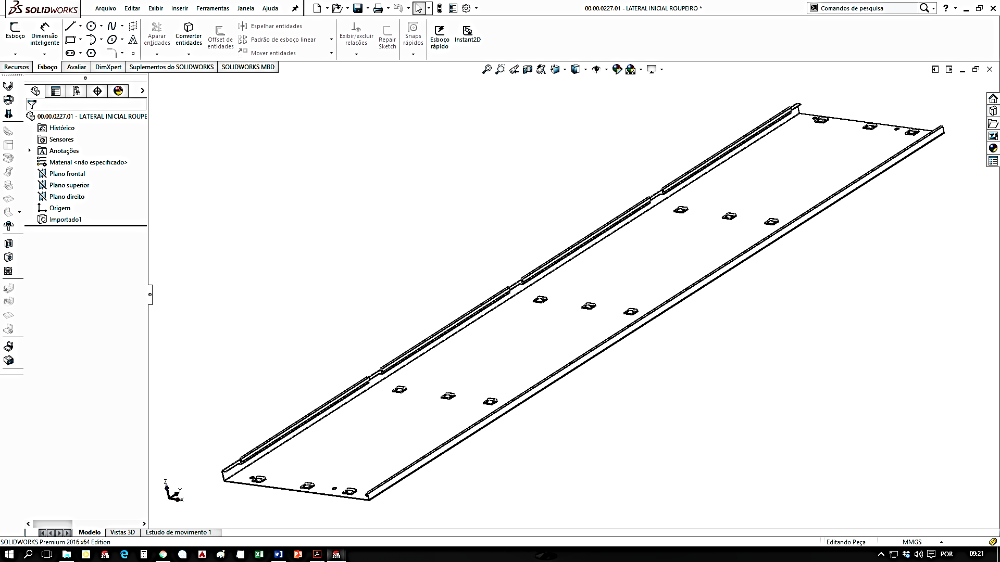 SOLIDWORKS
Arquivo Editar Exibir Inserir Ferramentas Janela Ajuda
00.00.0227.01 - LATERAL INICIAL ROUPEIRO *
Comandos de pesquisa
Esboço
Dimensão inteligente
Aparar entidades
Converter entidades
Offset de entidades
Espelhar entidades
Padrão de esboço linear
Mover entidades
Exibir/excluir relações
Repair Sketch
Snaps rápidos
Esboço rápido
Instant2D
Recursos Esboço Avaliar DimXpert Suplementos do SOLIDWORKS SOLIDWORKS MBD
00.00.0227.01 - LATERAL INICIAL ROUPE
Histórico
Sensores
Anotações
Material <não especificado>
Plano frontal
Plano superior
Plano direito
Origem
Importado1
Z
Y
X
Modelo Vistas 3D Estudo de movimento 1
SOLIDWORKS Premium 2016 x64 Edition
Editando Peça
MMGS
POR
09:21